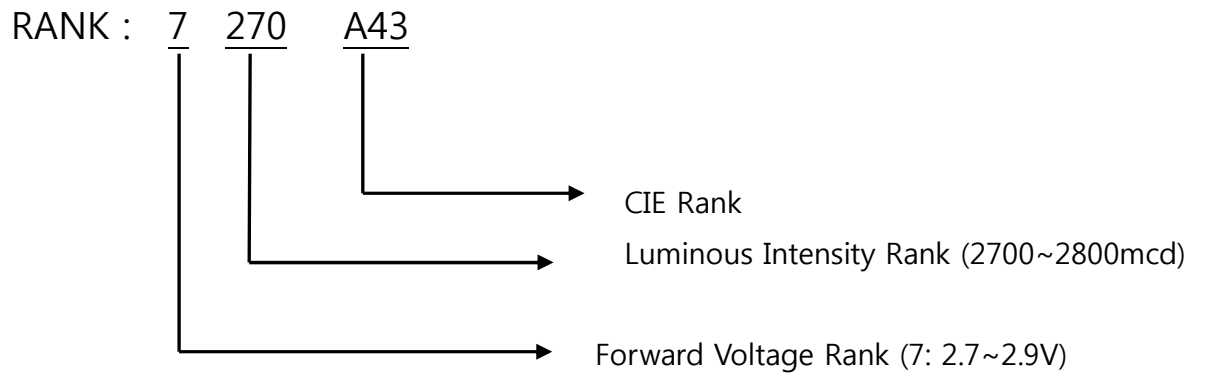 RANK : 7 270 A43
CIE Rank
Luminous Intensity Rank (2700~2800mcd)
Forward Voltage Rank (7: 2.7~2.9V)